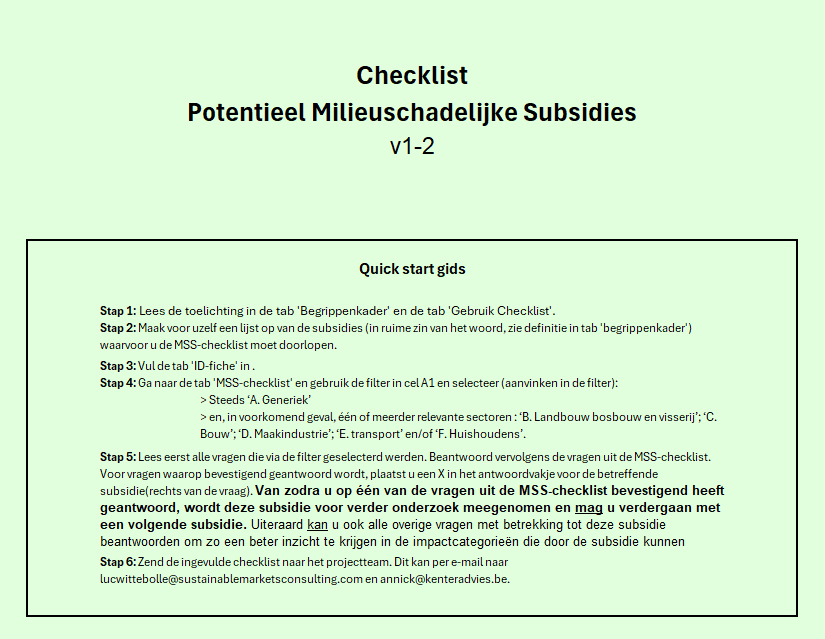 Checklist
Potentieel Milieuschadelijke Subsidies
v1-2
Quick start gids
Stap 1: Lees de toelichting in de tab 'Begrippenkader' en de tab 'Gebruik Checklist'.
Stap 2: Maak voor uzelf een lijst op van de subsidies (in ruime zin van het woord, zie definitie in tab 'begrippenkader')
waarvoor u de MSS-checklist moet doorlopen.
Stap 3: Vul de tab 'ID-fiche' in .
Stap 4: Ga naar de tab 'MSS-checklist' en gebruik de filter in cel A1 en selecteer (aanvinken in de filter):
> Steeds ‘A. Generiek’
> en, in voorkomend geval, één of meerder relevante sectoren : ‘B. Landbouw bosbouw en visserij’; ‘C.
Bouw’; ‘D. Maakindustrie’; ‘E. transport’ en/of ‘F. Huishoudens’.
Stap 5: Lees eerst alle vragen die via de filter geselecteerd werden. Beantwoord vervolgens de vragen uit de MSS-checklist.
Voor vragen waarop bevestigend geantwoord wordt, plaatst u een X in het antwoordvakje voor de betreffende
subsidie(rechts van de vraag). Van zodra u op één van de vragen uit de MSS-checklist bevestigend heeft
geantwoord, wordt deze subsidie voor verder onderzoek meegenomen en mag u verdergaan met
een volgende subsidie. Uiteraard kan u ook alle overige vragen met betrekking tot deze subsidie
beantwoorden om zo een beter inzicht te krijgen in de impactcategorieën die door de subsidie kunnen
Stap 6: Zend de ingevulde checklist naar het projectteam. Dit kan per e-mail naar
lucwittebolle@sustainablemarketsconsulting.com en annick@kenteradvies.be.